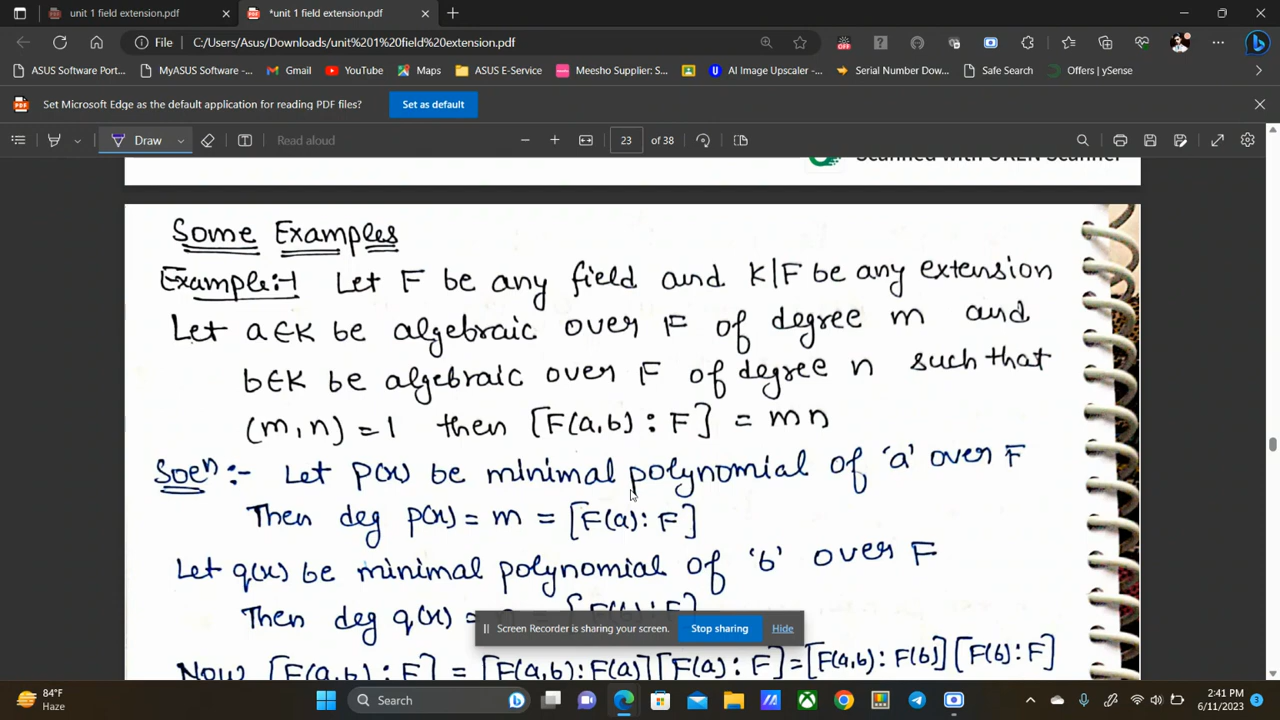 unit 1 field extension.pdf
*unit 1 field extension.pdf
File
C:/Users/Asus/Downloads/unit%201%20field%20extension.pdf
ASUS Software Port...
MyASUS Software -...
Gmail
YouTube
Maps
ASUS E-Service
Meesho Supplier: S...
AI Image Upscaler -...
Serial Number Dow...
Safe Search
Offers | ySense
Set Microsoft Edge as the default application for reading PDF files?
Set as default
Draw
Read aloud
23 of 38
Scanned with OKEN Scanner
Some Examples
Example:-1 Let F be any field and K|F be any extension
Let a∈K be algebraic over F of degree m and
b∈K be algebraic over F of degree n such that
(m,n) = 1 then [F(a,b) : F] = mn
Soeⁿ:- Let P(x) be minimal polynomial of 'a' over F
Then deg p(x) = m = [F(a): F]
Let q(x) be minimal polynomial of 'b' over F
Then deg q(x) = [F(b): F]
Screen Recorder is sharing your screen.
Stop sharing
Hide
Now [F(a,b) : F] = [F(a,b) : F(a)] [F(a) : F] = [F(a,b) : F(b)] [F(b) : F]
84°F
Haze
Search
2:41 PM
6/11/2023